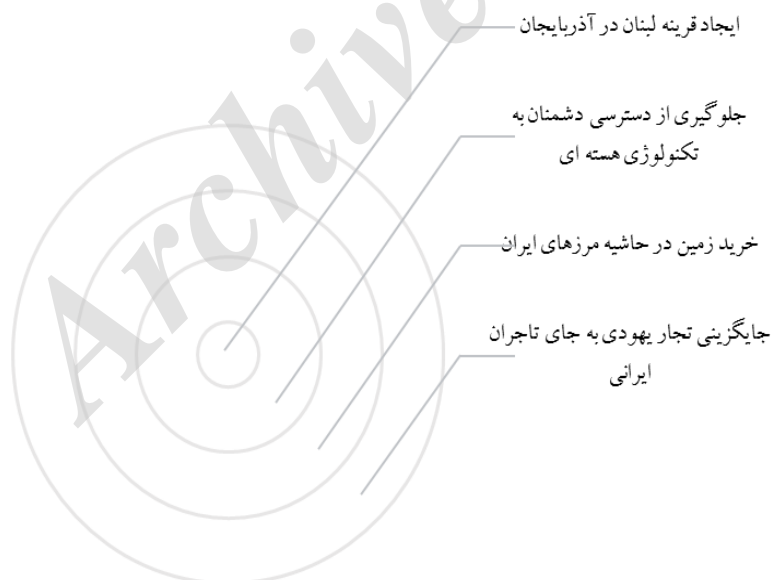 ایجاد قرینه لبنان در آذربایجان
جلوگیری از دسترسی دشمنان به
تکنولوژی هسته ای
خرید زمین در حاشیه مرزهای ایران
جایگزینی تجار یهودی به جای تاجران
ایرانی
Archive